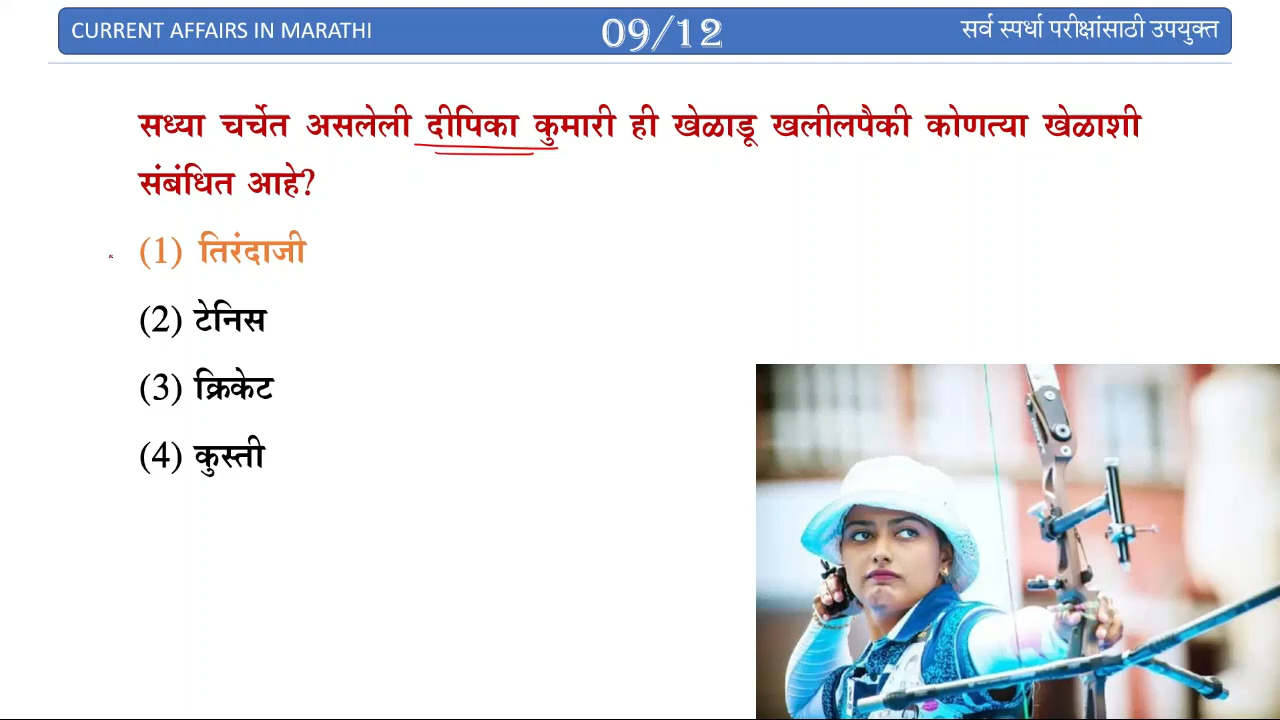 CURRENT AFFAIRS IN MARATHI
09/12
सर्व स्पर्धा परीक्षांसाठी उपयुक्त
सध्या चर्चेत असलेली दीपिका कुमारी ही खेळाडू खलीलपैकी कोणत्या खेळाशी
संबंधित आहे?
(1) तिरंदाजी
(2) टेनिस
(3) क्रिकेट
(4) कुस्ती